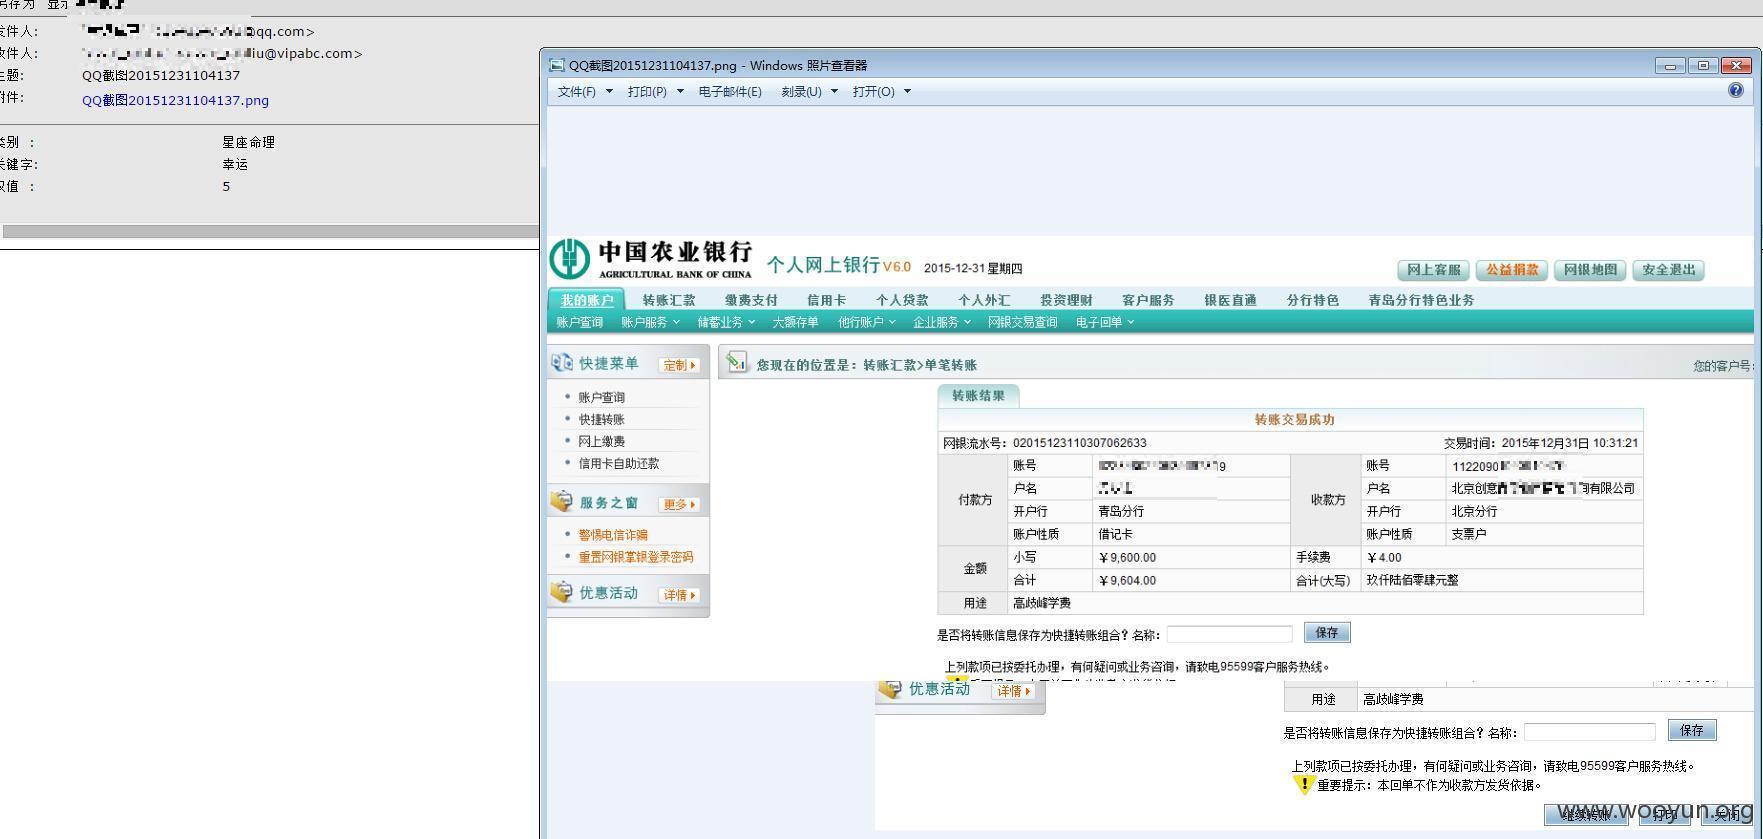 另存为 显示
发件人: @qq.com>
收件人: liu@vipabc.com>
主题: QQ截图20151231104137
附件: QQ截图20151231104137.png
类别 : 星座命理
关键字: 幸运
权值 : 5
QQ截图20151231104137.png - Windows 照片查看器
文件(F) 打印(P) 电子邮件(E) 刻录(U) 打开(O)
中国农业银行
AGRICULTURAL BANK OF CHINA
个人网上银行V6.0 2015-12-31 星期四
网上客服 公益捐款 网银地图 安全退出
我的账户 转账汇款 缴费支付 信用卡 个人贷款 个人外汇 投资理财 客户服务 银医直通 分行特色 青岛分行特色业务
账户查询 账户服务 储蓄业务 大额存单 他行账户 企业服务 网银交易查询 电子回单
快捷菜单 定制
账户查询
快捷转账
网上缴费
信用卡自助还款
服务之窗 更多
警惕电信诈骗
重置网银掌银登录密码
优惠活动 详情
您现在的位置是：转账汇款>单笔转账 您的客户号:
转账结果
转账交易成功
网银流水号：02015123110307062633 交易时间：2015年12月31日 10:31:21
付款方 账号 9 收款方 账号 1122090
户名 户名 北京创意 有限公司
开户行 青岛分行 开户行 北京分行
账户性质 借记卡 账户性质 支票户
金额 小写 ￥9,600.00 手续费 ￥4.00
合计 ￥9,604.00 合计(大写) 玖仟陆佰零肆元整
用途 高歧峰学费
是否将转账信息保存为快捷转账组合？名称： 保存
上列款项已按委托办理，有何疑问或业务咨询，请致电95599客户服务热线。
优惠活动 详情
用途 高歧峰学费
是否将转账信息保存为快捷转账组合？名称： 保存
上列款项已按委托办理，有何疑问或业务咨询，请致电95599客户服务热线。
重要提示：本回单不作为收款方发货依据。
继续转账 打印 关闭
www.wooyun.org